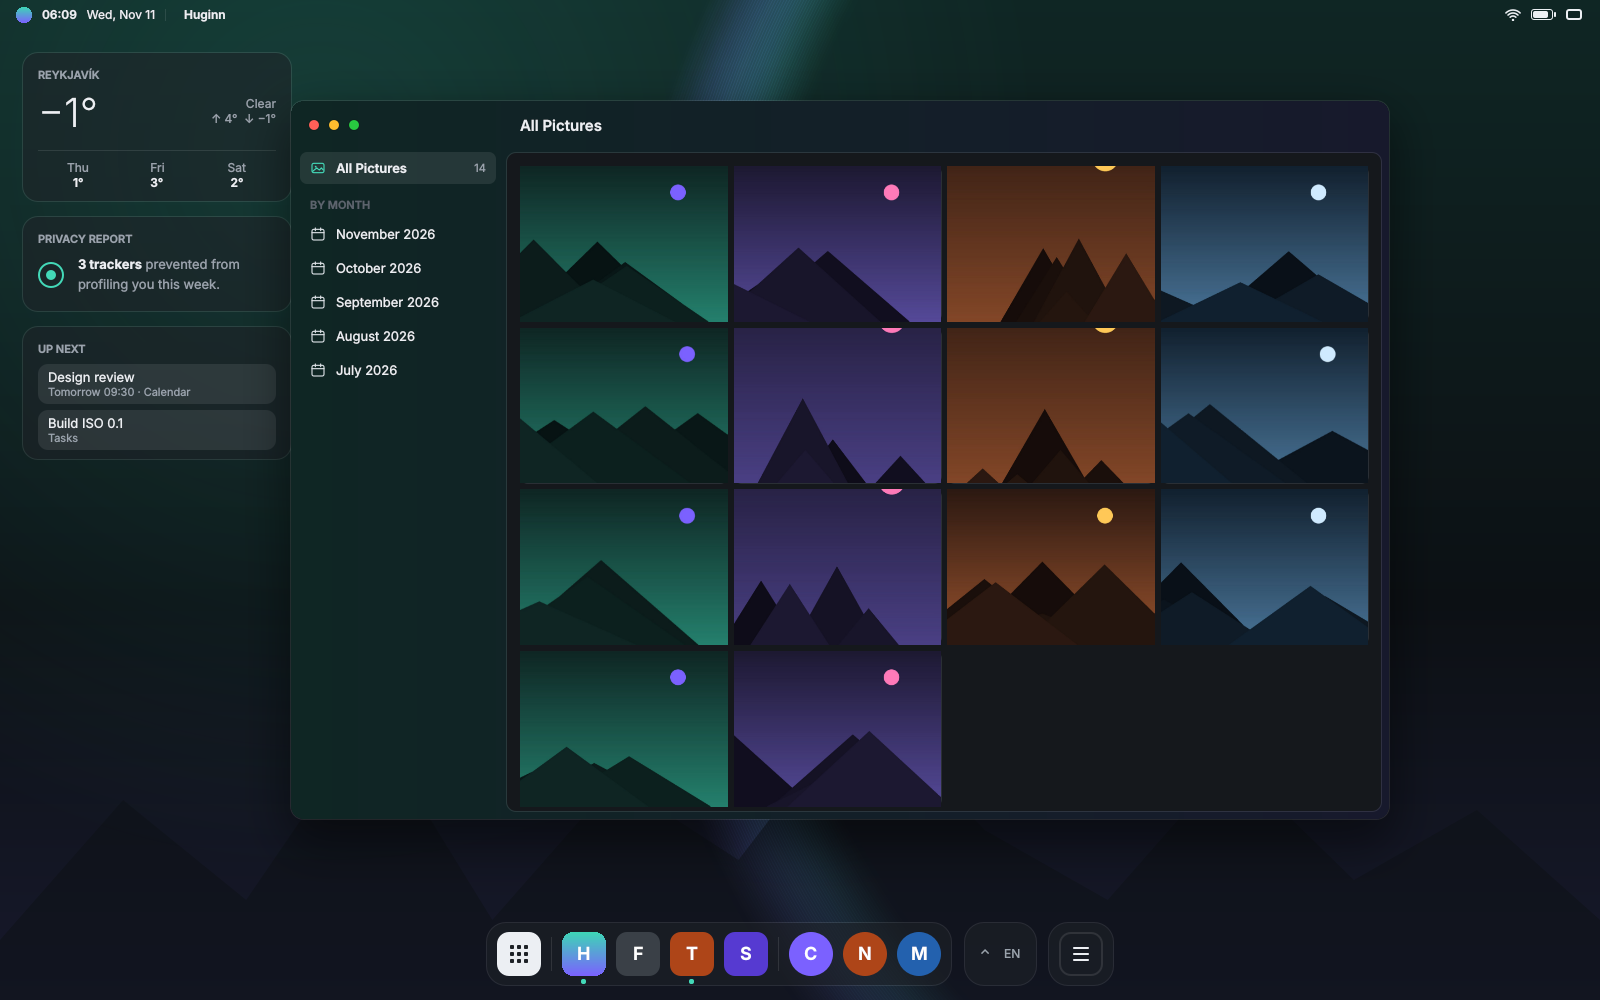 06:09 Wed, Nov 11 Huginn
REYKJAVÍK
−1°
Clear
↑ 4° ↓ −1°
Thu Fri Sat
1° 3° 2°
PRIVACY REPORT
3 trackers prevented from
profiling you this week.
UP NEXT
Design review
Tomorrow 09:30 · Calendar
Build ISO 0.1
Tasks
All Pictures
All Pictures 14
BY MONTH
November 2026
October 2026
September 2026
August 2026
July 2026
H F T S C N M
EN